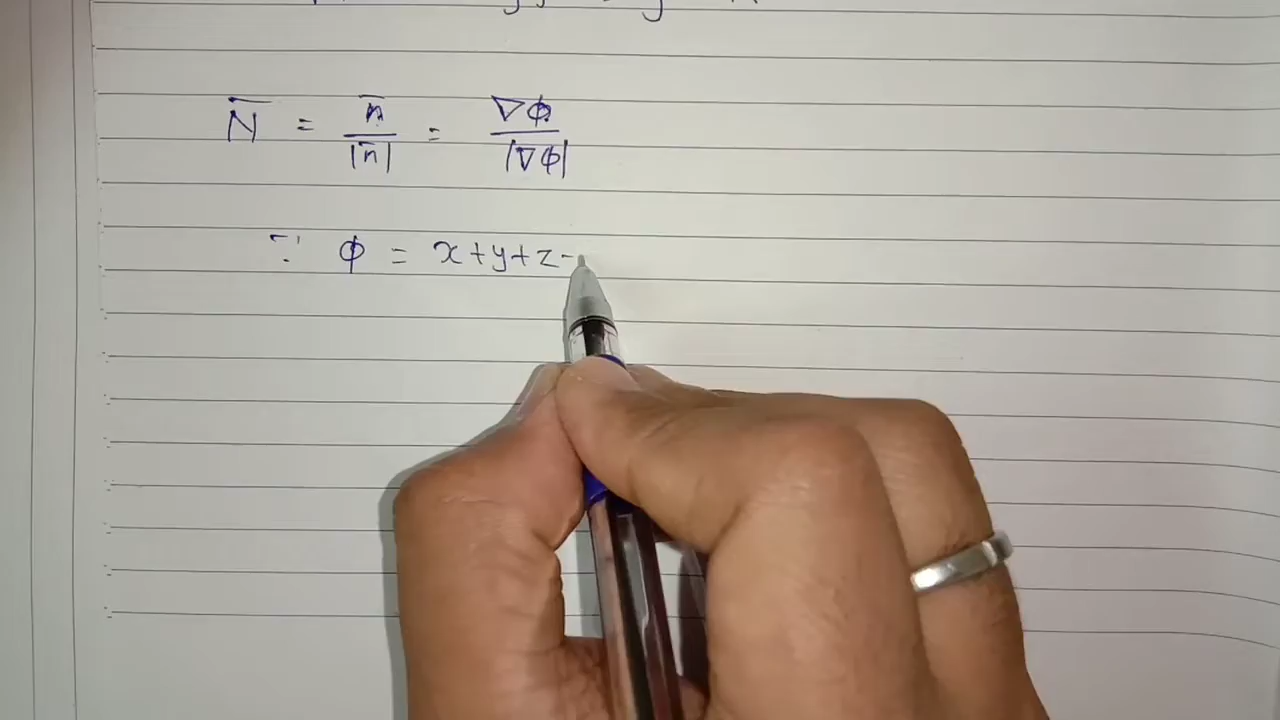 N̄ = n̄ / |n̄| = ∇ϕ / |∇ϕ|
∵ ϕ = x+y+z-